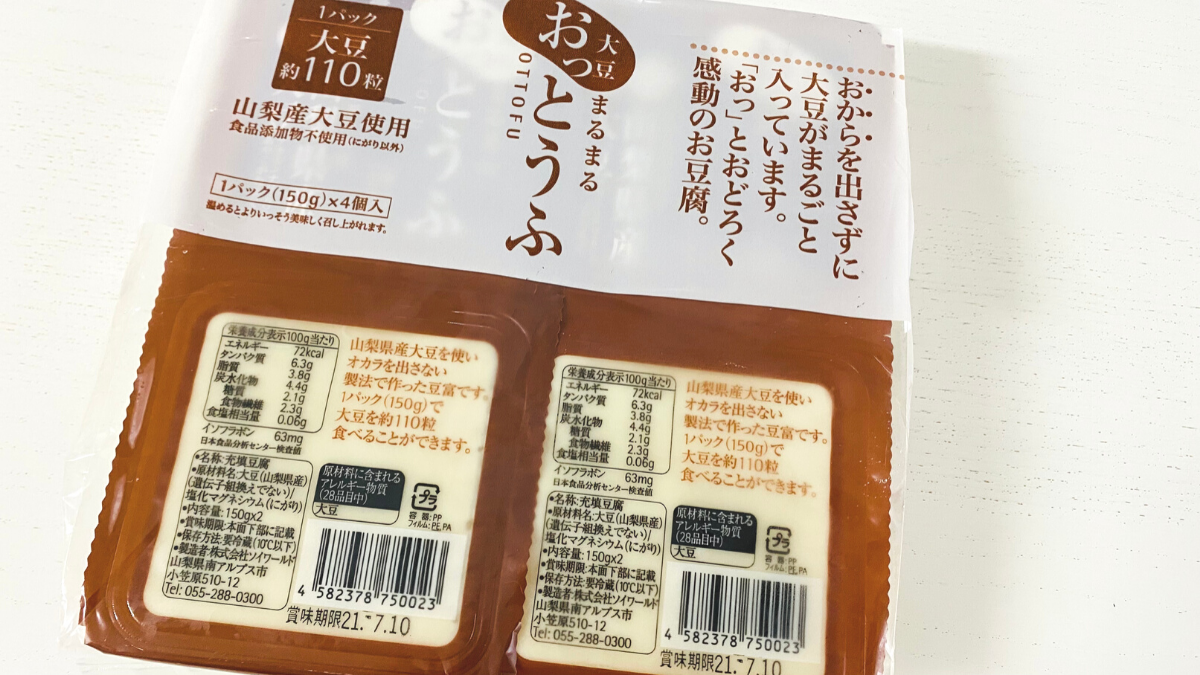 1パック
大豆
約110粒
山梨産大豆使用
食品添加物不使用(にがり以外)
1パック(150g)×4個入
温めるとよりいっそう美味しく召し上がれます。
大豆
まるまる
おっとうふ
OTTOFU
おからを出さずに
大豆がまるごと
入っています。
「おっ」とおどろく
感動のお豆腐。
栄養成分表示100g当たり
エネルギー 72kcal
タンパク質 6.3g
脂質 3.8g
炭水化物 4.4g
糖質 2.1g
食物繊維 2.3g
食塩相当量 0.06g
イソフラボン 63mg
日本食品分析センター検査値
山梨県産大豆を使い
オカラを出さない
製法で作った豆富です。
1パック(150g)で
大豆を約110粒
食べることができます。
•名称:充填豆腐
•原材料名:大豆(山梨県産)
(遺伝子組換えでない)/
塩化マグネシウム(にがり)
•内容量:150g×2
•賞味期限:本面下部に記載
•保存方法:要冷蔵(10℃以下)
•製造者:株式会社ソイワールド
山梨県南アルプス市
小笠原510-12
Tel: 055-288-0300
原材料に含まれる
アレルギー物質
(28品目中)
大豆
プラ
容器:PP
フィルム:PE,PA
4 582378 750023
賞味期限21.-7.10
栄養成分表示100g当たり
エネルギー 72kcal
タンパク質 6.3g
脂質 3.8g
炭水化物 4.4g
糖質 2.1g
食物繊維 2.3g
食塩相当量 0.06g
イソフラボン 63mg
日本食品分析センター検査値
山梨県産大豆を使い
オカラを出さない
製法で作った豆富です。
1パック(150g)で
大豆を約110粒
食べることができます。
•名称:充填豆腐
•原材料名:大豆(山梨県産)
(遺伝子組換えでない)/
塩化マグネシウム(にがり)
•内容量:150g×2
•賞味期限:本面下部に記載
•保存方法:要冷蔵(10℃以下)
•製造者:株式会社ソイワールド
山梨県南アルプス市
小笠原510-12
Tel: 055-288-0300
原材料に含まれる
アレルギー物質
(28品目中)
大豆
プラ
容器:PP
フィルム:PE,PA
4 582378 750023
賞味期限21.-7.10